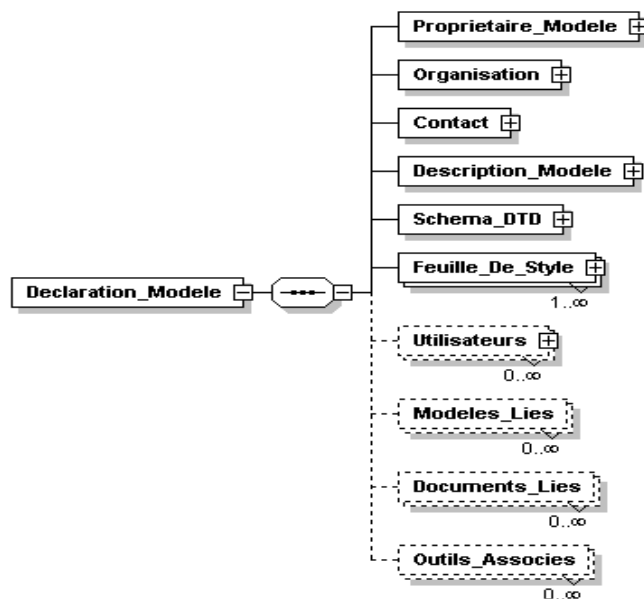 Proprietaire_Modele
Organisation
Contact
Description_Modele
Schema_DTD
Declaration_Modele
Feuille_De_Style
1..∞
Utilisateurs
0..∞
Modeles_Lies
0..∞
Documents_Lies
0..∞
Outils_Associes
0..∞